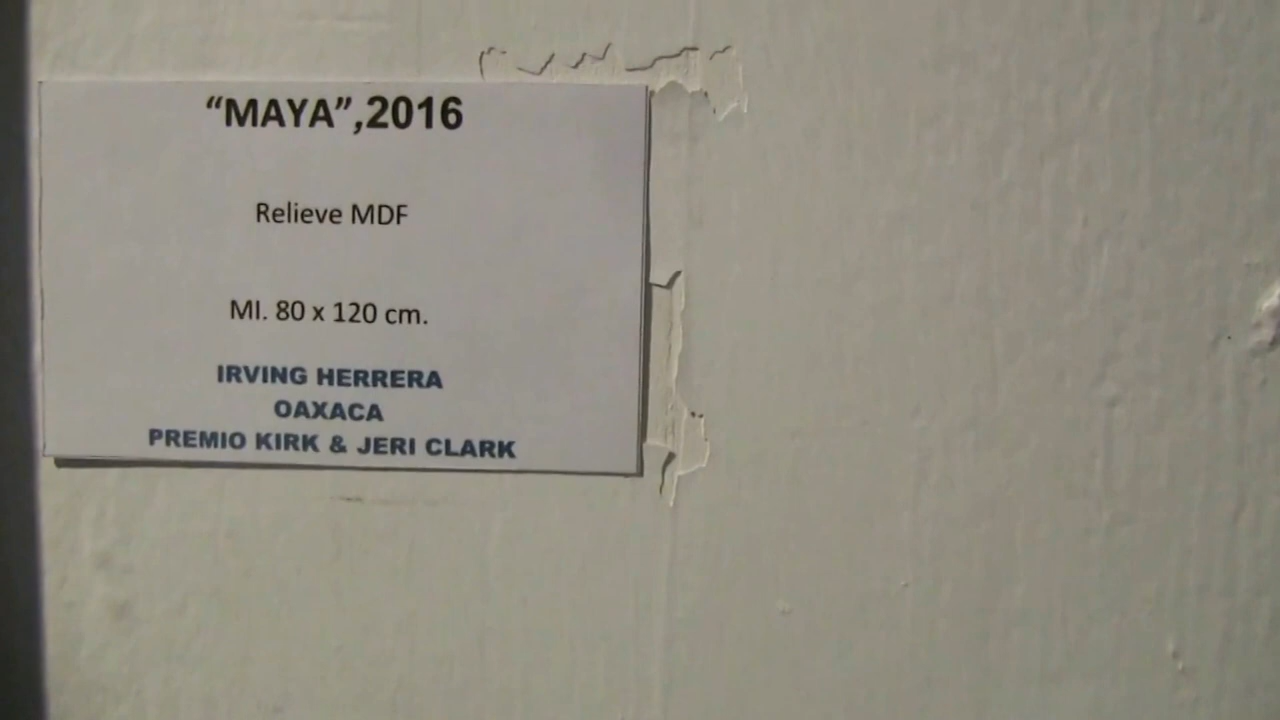 “MAYA”,2016
Relieve MDF
MI. 80 x 120 cm.
IRVING HERRERA
OAXACA
PREMIO KIRK & JERI CLARK